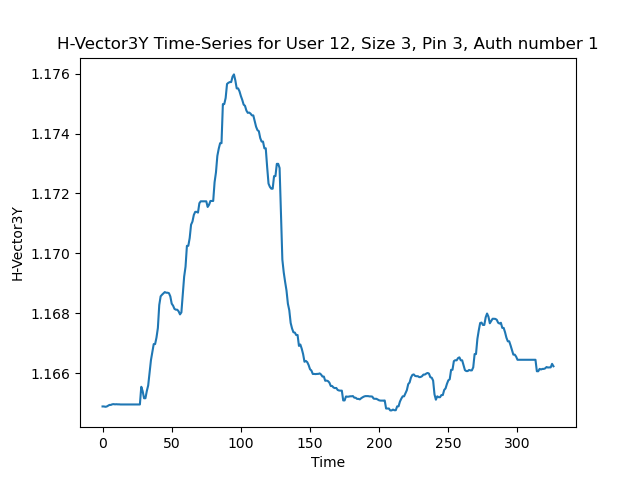 H-Vector3Y Time-Series for User 12, Size 3, Pin 3, Auth number 1
1.176
1.174
1.172
1.170
1.168
1.166
H-Vector3Y
0 50 100 150 200 250 300
Time